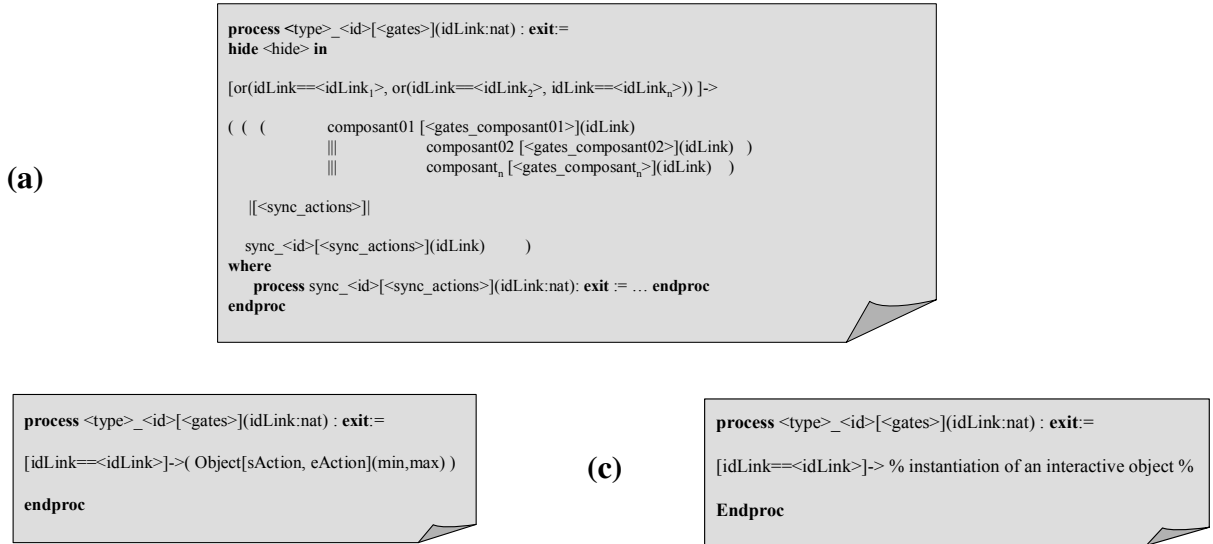 process <type>_<id>[<gates>](idLink:nat) : exit:=
hide <hide> in
[or(idLink==<idLink1>, or(idLink==<idLink2>, idLink==<idLinkn>)) ]->
( ( ( composant01 [<gates_composant01>](idLink)
||| composant02 [<gates_composant02>](idLink) )
||| composantn [<gates_composantn>](idLink) )
(a)
|[<sync_actions>]|
sync_<id>[<sync_actions>](idLink) )
where
process sync_<id>[<sync_actions>](idLink:nat): exit := … endproc
endproc
process <type>_<id>[<gates>](idLink:nat) : exit:=
[idLink==<idLink>]->( Object[sAction, eAction](min,max) )
endproc
(c)
process <type>_<id>[<gates>](idLink:nat) : exit:=
[idLink==<idLink>]-> % instantiation of an interactive object %
Endproc